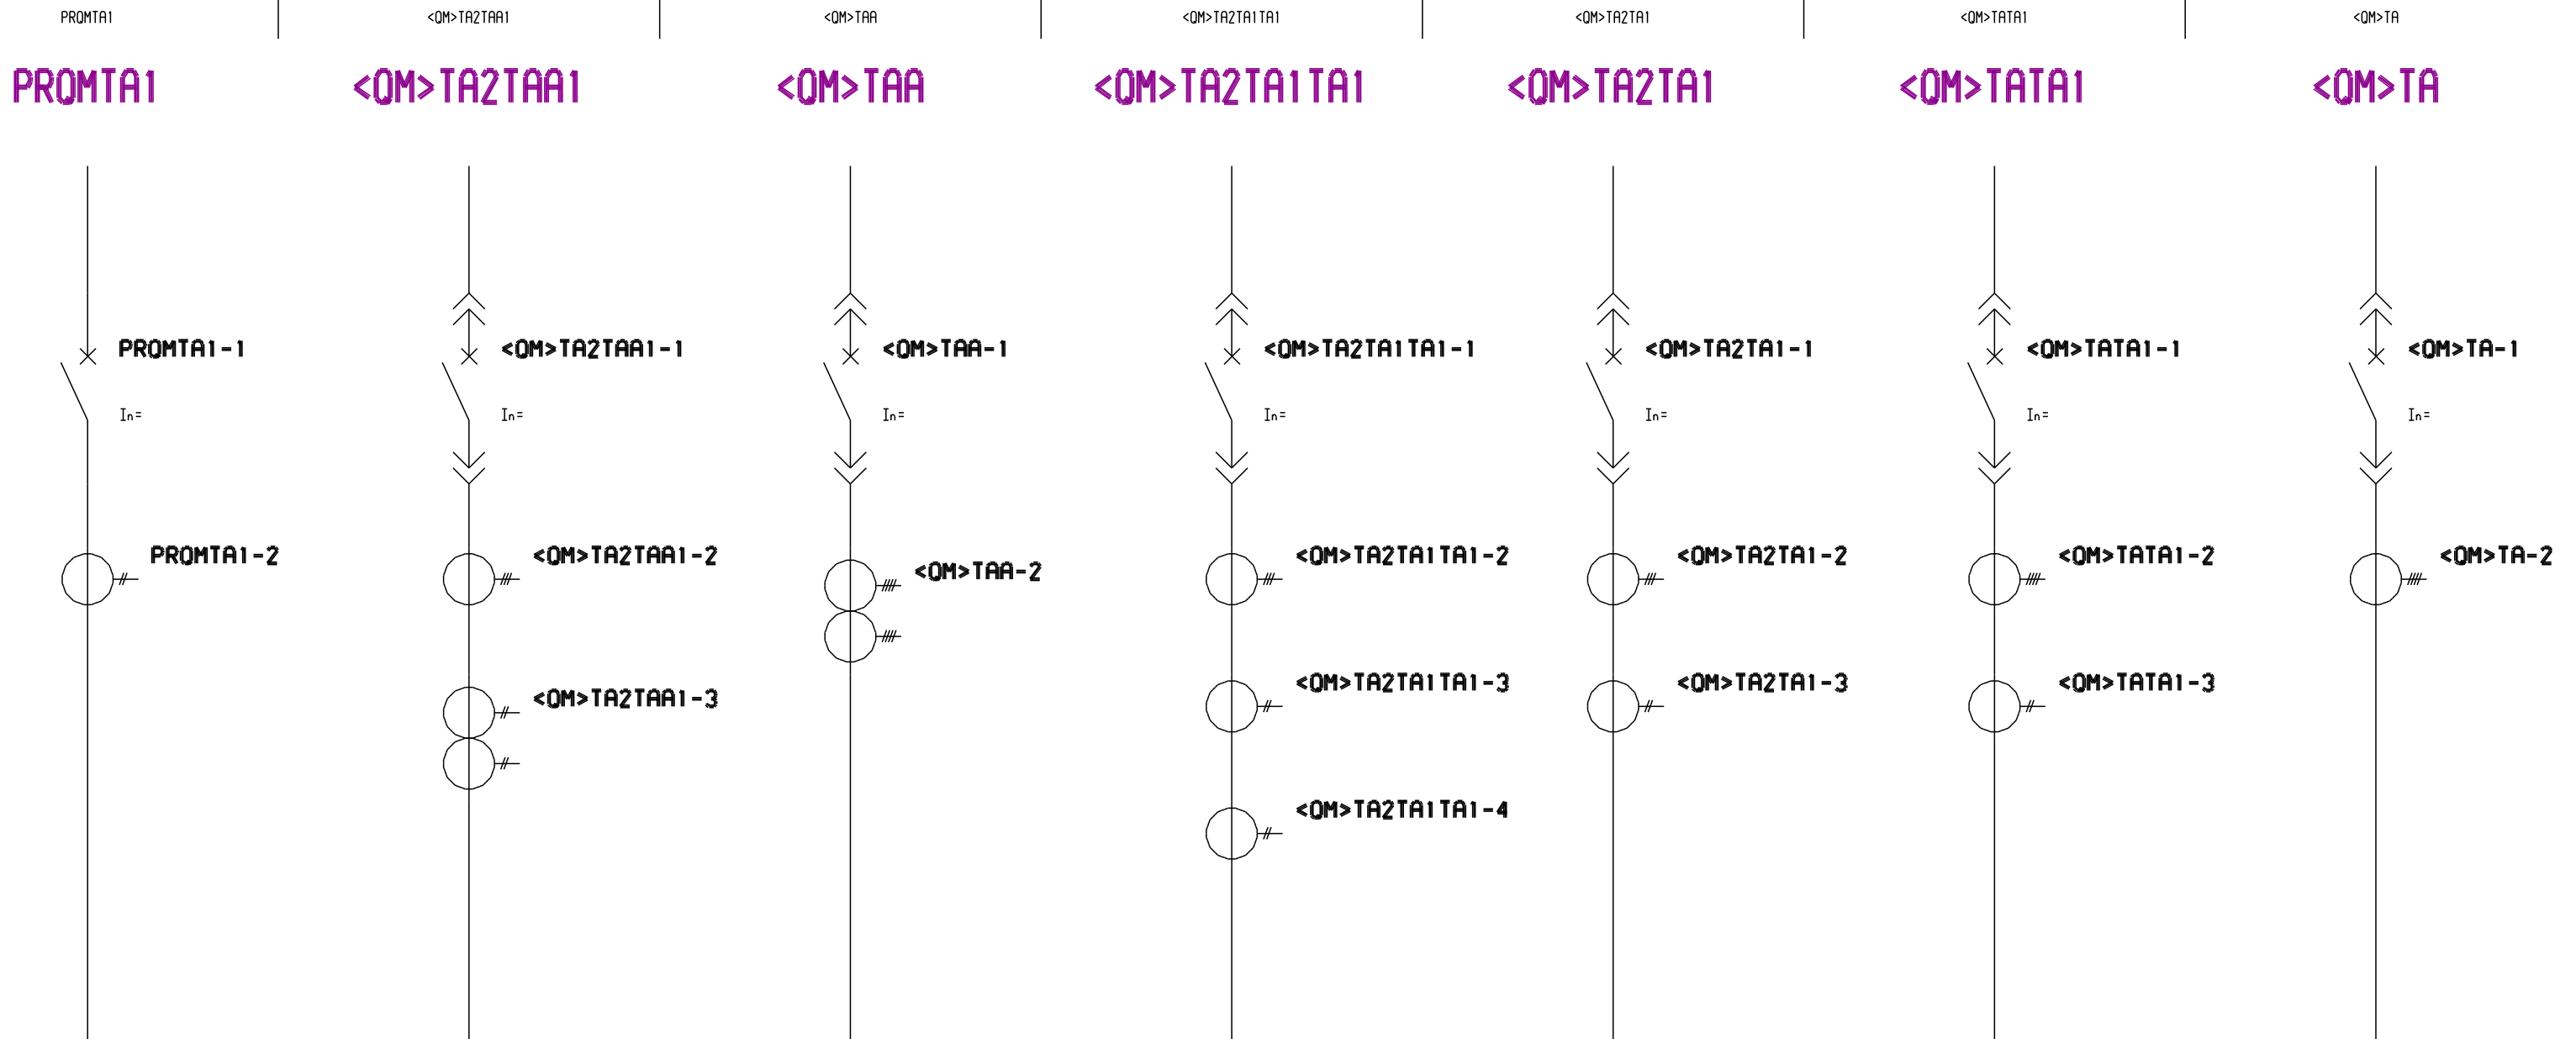 PRQMTA1 <QM>TA2TAA1 <QM>TAA <QM>TA2TA1TA1 <QM>TA2TA1 <QM>TATA1 <QM>TA
PRQMTA1 <QM>TA2TAA1 <QM>TAA <QM>TA2TA1TA1 <QM>TA2TA1 <QM>TATA1 <QM>TA
PRQMTA1-1 <QM>TA2TAA1-1 <QM>TAA-1 <QM>TA2TA1TA1-1 <QM>TA2TA1-1 <QM>TATA1-1 <QM>TA-1
In= In= In= In= In= In= In=
PRQMTA1-2 <QM>TA2TAA1-2 <QM>TAA-2 <QM>TA2TA1TA1-2 <QM>TA2TA1-2 <QM>TATA1-2 <QM>TA-2
<QM>TA2TAA1-3 <QM>TA2TA1TA1-3 <QM>TA2TA1-3 <QM>TATA1-3
<QM>TA2TA1TA1-4